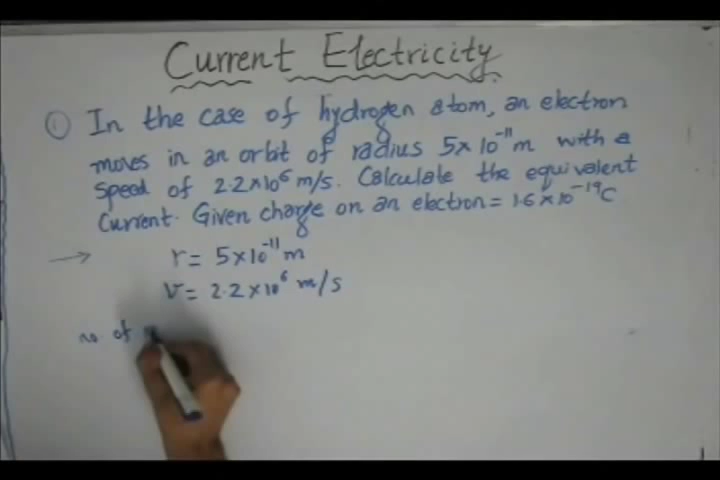 Current Electricity
① In the case of hydrogen atom, an electron
moves in an orbit of radius 5×10⁻¹¹m with a
speed of 2.2×10⁶ m/s. Calculate the equivalent
current. Given charge on an electron = 1.6×10⁻¹⁹C
→ r = 5×10⁻¹¹ m
v = 2.2×10⁶ m/s
no. of